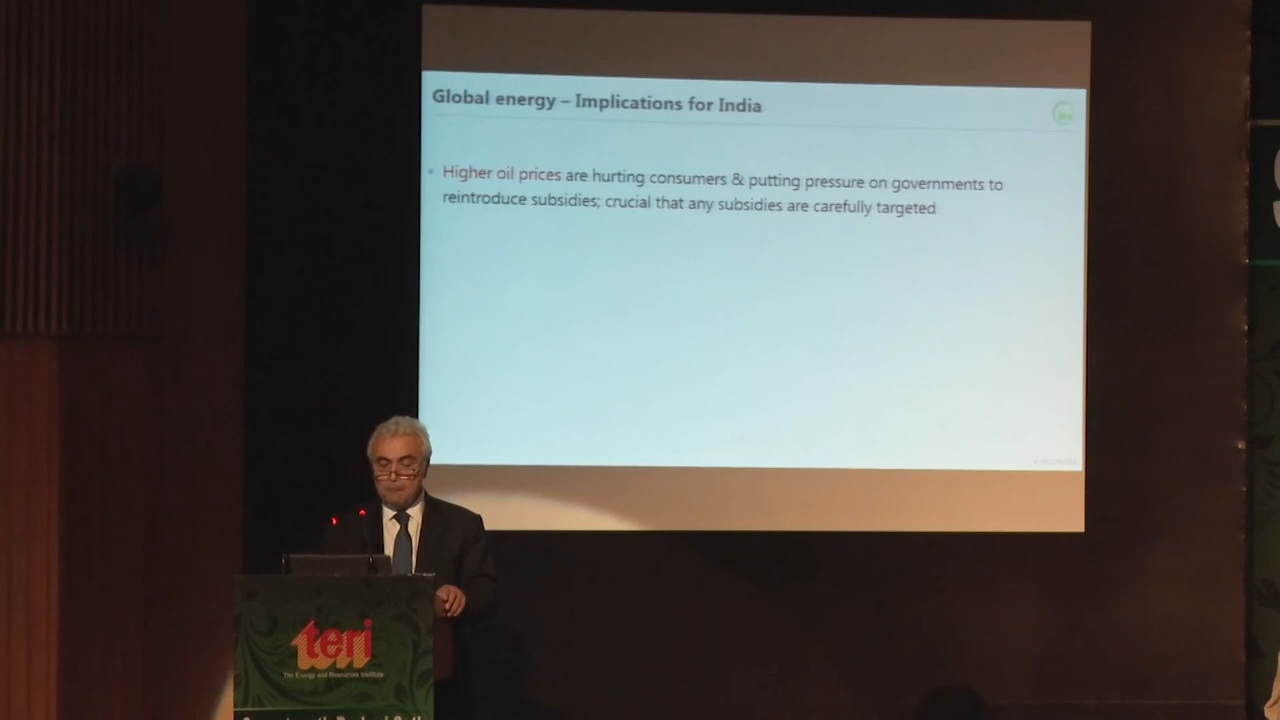 Global energy – Implications for India
Higher oil prices are hurting consumers & putting pressure on governments to
reintroduce subsidies; crucial that any subsidies are carefully targeted
teri
The Energy and Resources Institute